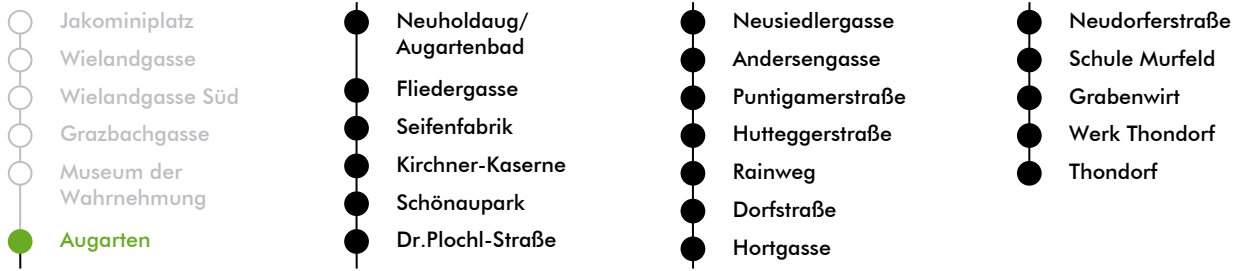 Jakominiplatz
Wielandgasse
Wielandgasse Süd
Grazbachgasse
Museum der
Wahrnehmung
Augarten
Neuholdaug/
Augartenbad
Fliedergasse
Seifenfabrik
Kirchner-Kaserne
Schönaupark
Dr.Plochl-Straße
Neusiedlergasse
Andersengasse
Puntigamerstraße
Hutteggerstraße
Rainweg
Dorfstraße
Hortgasse
Neudorferstraße
Schule Murfeld
Grabenwirt
Werk Thondorf
Thondorf